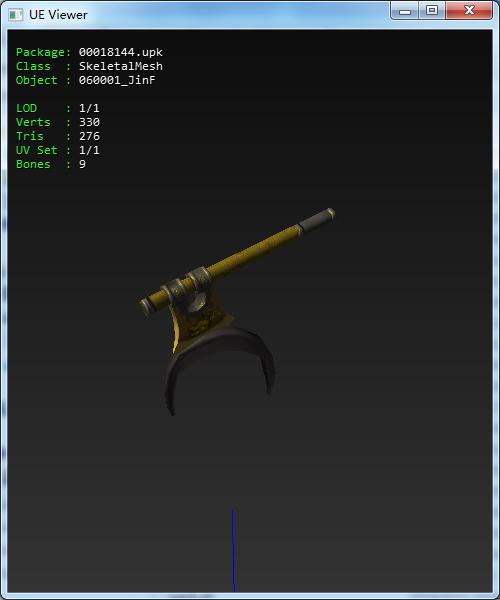 UE Viewer
Package: 00018144.upk
Class : SkeletalMesh
Object : 060001_JinF
LOD : 1/1
Verts : 330
Tris : 276
UV Set : 1/1
Bones : 9